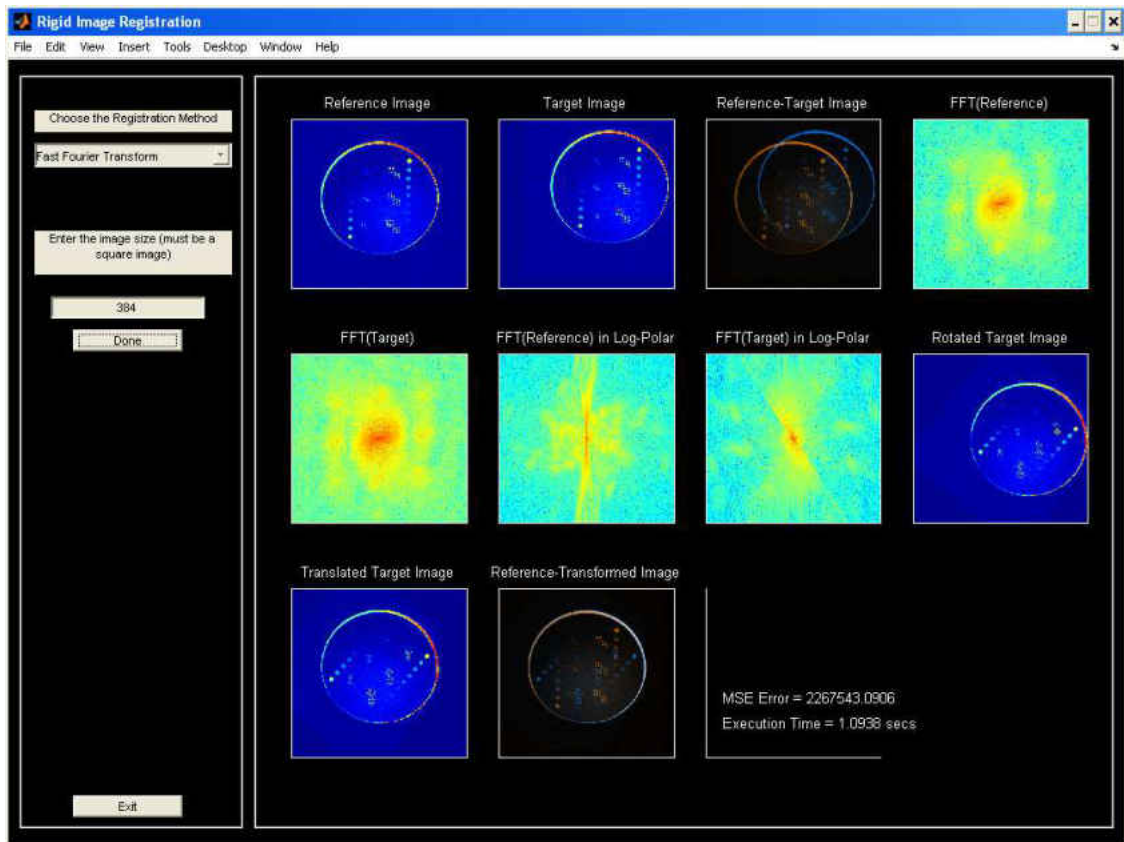 Rigid Image Registration
File Edit View Insert Tools Desktop Window Help
Choose the Registration Method
Fast Fourier Transform
Enter the image size (must be a
square image)
384
Done
Exit
Reference Image
Target Image
Reference-Target Image
FFT(Reference)
FFT(Target)
FFT(Reference) in Log-Polar
FFT(Target) in Log-Polar
Rotated Target Image
Translated Target Image
Reference-Transformed Image
MSE Error = 2267543.0906
Execution Time = 1.0938 secs